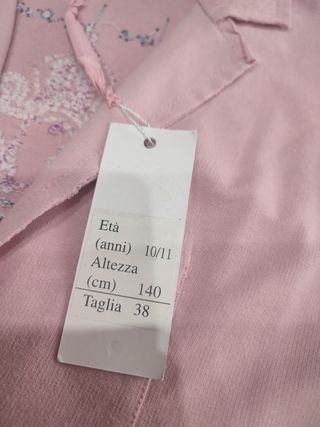 Età
(anni) 10/11
Altezza
(cm) 140
Taglia 38